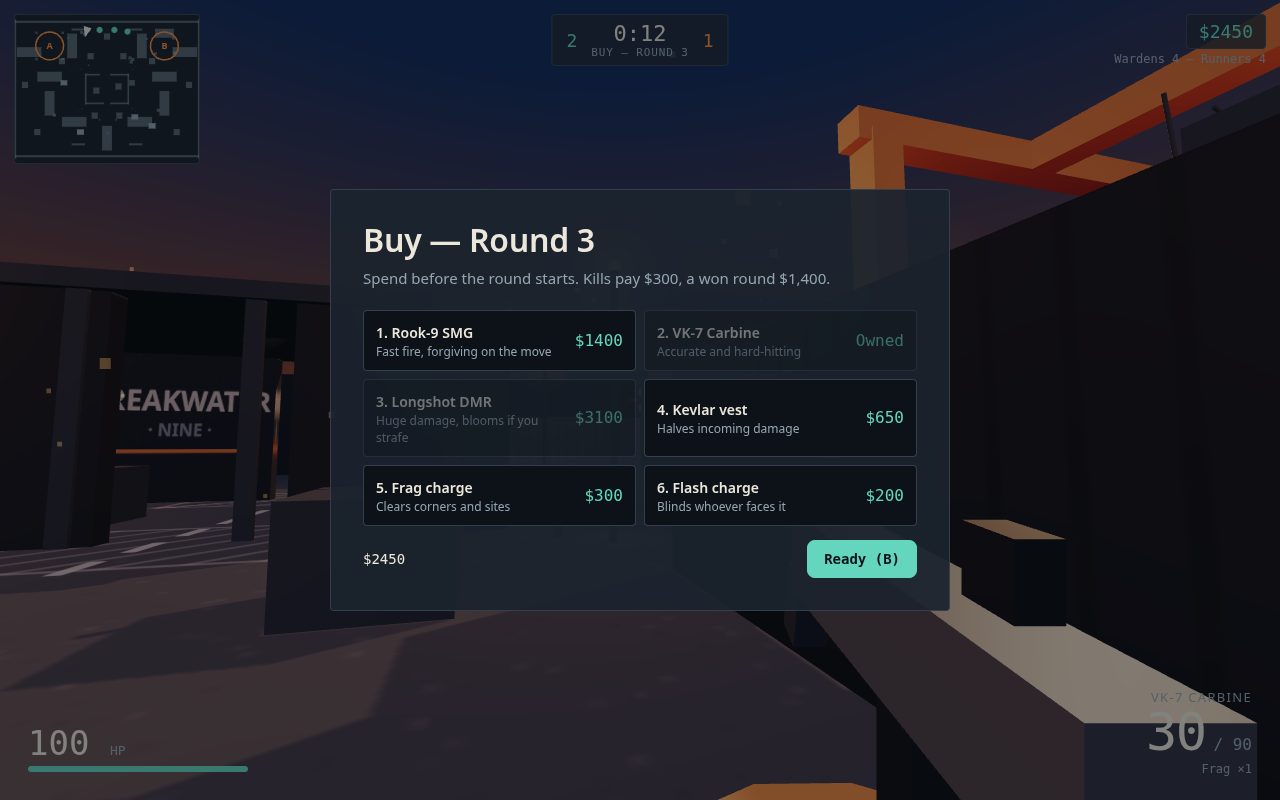 A
B
2
0:12
1
BUY — ROUND 3
$2450
Wardens 4 — Runners 4
Buy — Round 3
Spend before the round starts. Kills pay $300, a won round $1,400.
1. Rook-9 SMG
Fast fire, forgiving on the move
$1400
2. VK-7 Carbine
Accurate and hard-hitting
Owned
3. Longshot DMR
Huge damage, blooms if you
strafe
$3100
4. Kevlar vest
Halves incoming damage
$650
5. Frag charge
Clears corners and sites
$300
6. Flash charge
Blinds whoever faces it
$200
$2450
Ready (B)
REAKWATER
· NINE ·
100 HP
VK-7 CARBINE
30 / 90
Frag ×1